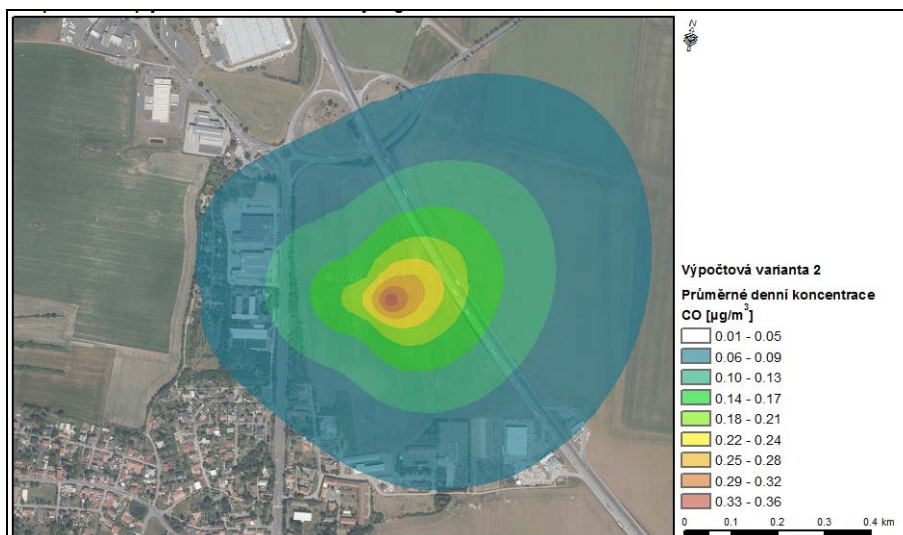 N
Výpočtová varianta 2
Průměrné denní koncentrace
CO [µg/m³]
0.01 - 0.05
0.06 - 0.09
0.10 - 0.13
0.14 - 0.17
0.18 - 0.21
0.22 - 0.24
0.25 - 0.28
0.29 - 0.32
0.33 - 0.36
0 0.1 0.2 0.3 0.4 km